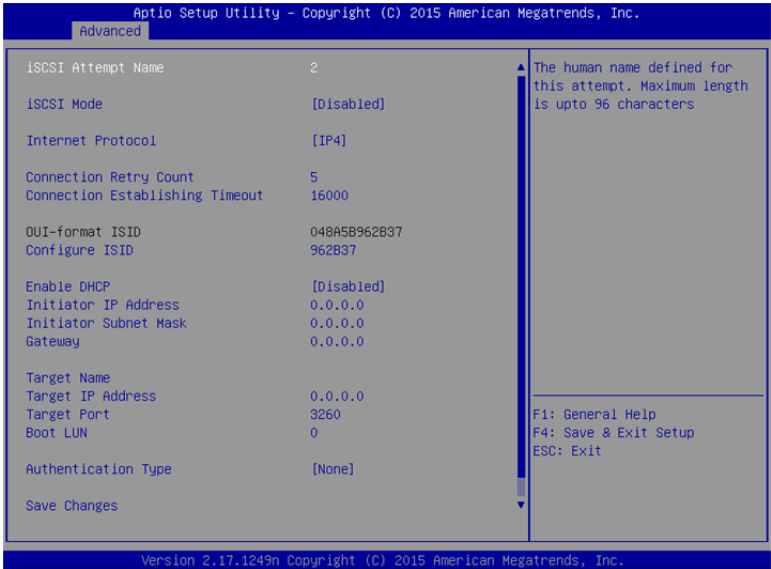 Aptio Setup Utility – Copyright (C) 2015 American Megatrends, Inc.
Advanced
iSCSI Attempt Name 2
iSCSI Mode [Disabled]
Internet Protocol [IP4]
Connection Retry Count 5
Connection Establishing Timeout 16000
OUI-format ISID 048A5B962B37
Configure ISID 962B37
Enable DHCP [Disabled]
Initiator IP Address 0.0.0.0
Initiator Subnet Mask 0.0.0.0
Gateway 0.0.0.0
Target Name
Target IP Address 0.0.0.0
Target Port 3260
Boot LUN 0
Authentication Type [None]
Save Changes
The human name defined for
this attempt. Maximum length
is upto 96 characters
F1: General Help
F4: Save & Exit Setup
ESC: Exit
Version 2.17.1249n Copyright (C) 2015 American Megatrends, Inc.